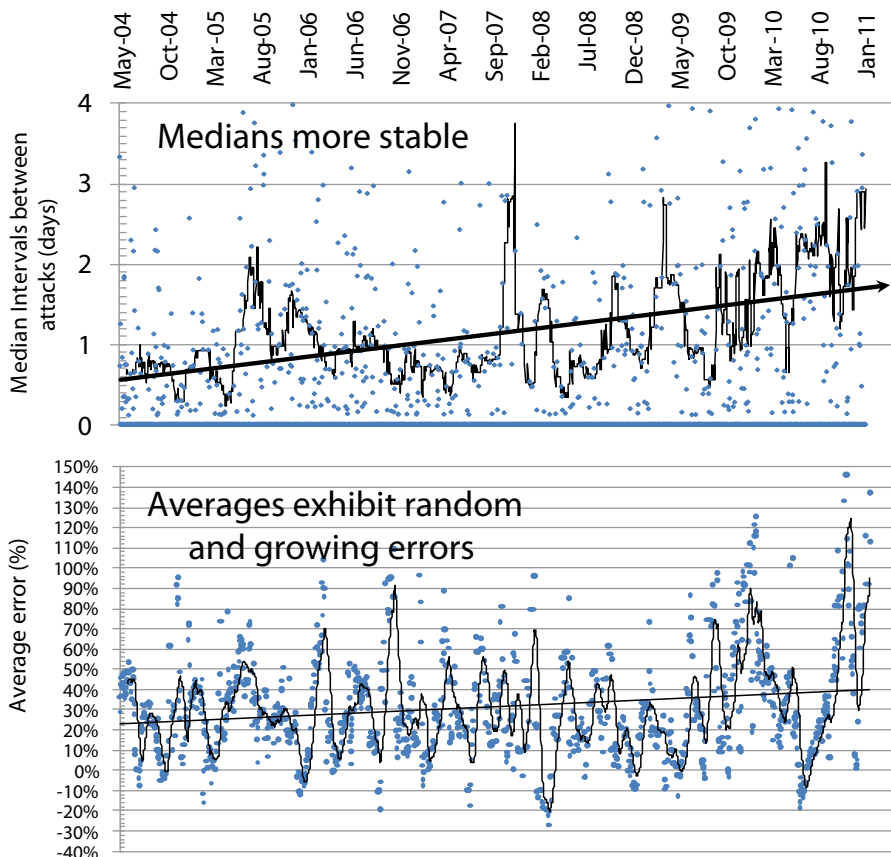 May-04
Oct-04
Mar-05
Aug-05
Jan-06
Jun-06
Nov-06
Apr-07
Sep-07
Feb-08
Jul-08
Dec-08
May-09
Oct-09
Mar-10
Aug-10
Jan-11
Median Intervals between
attacks (days)
4
3
2
1
0
Medians more stable
Average error (%)
150%
140%
130%
120%
110%
100%
90%
80%
70%
60%
50%
40%
30%
20%
10%
0%
-10%
-20%
-30%
-40%
Averages exhibit random
and growing errors